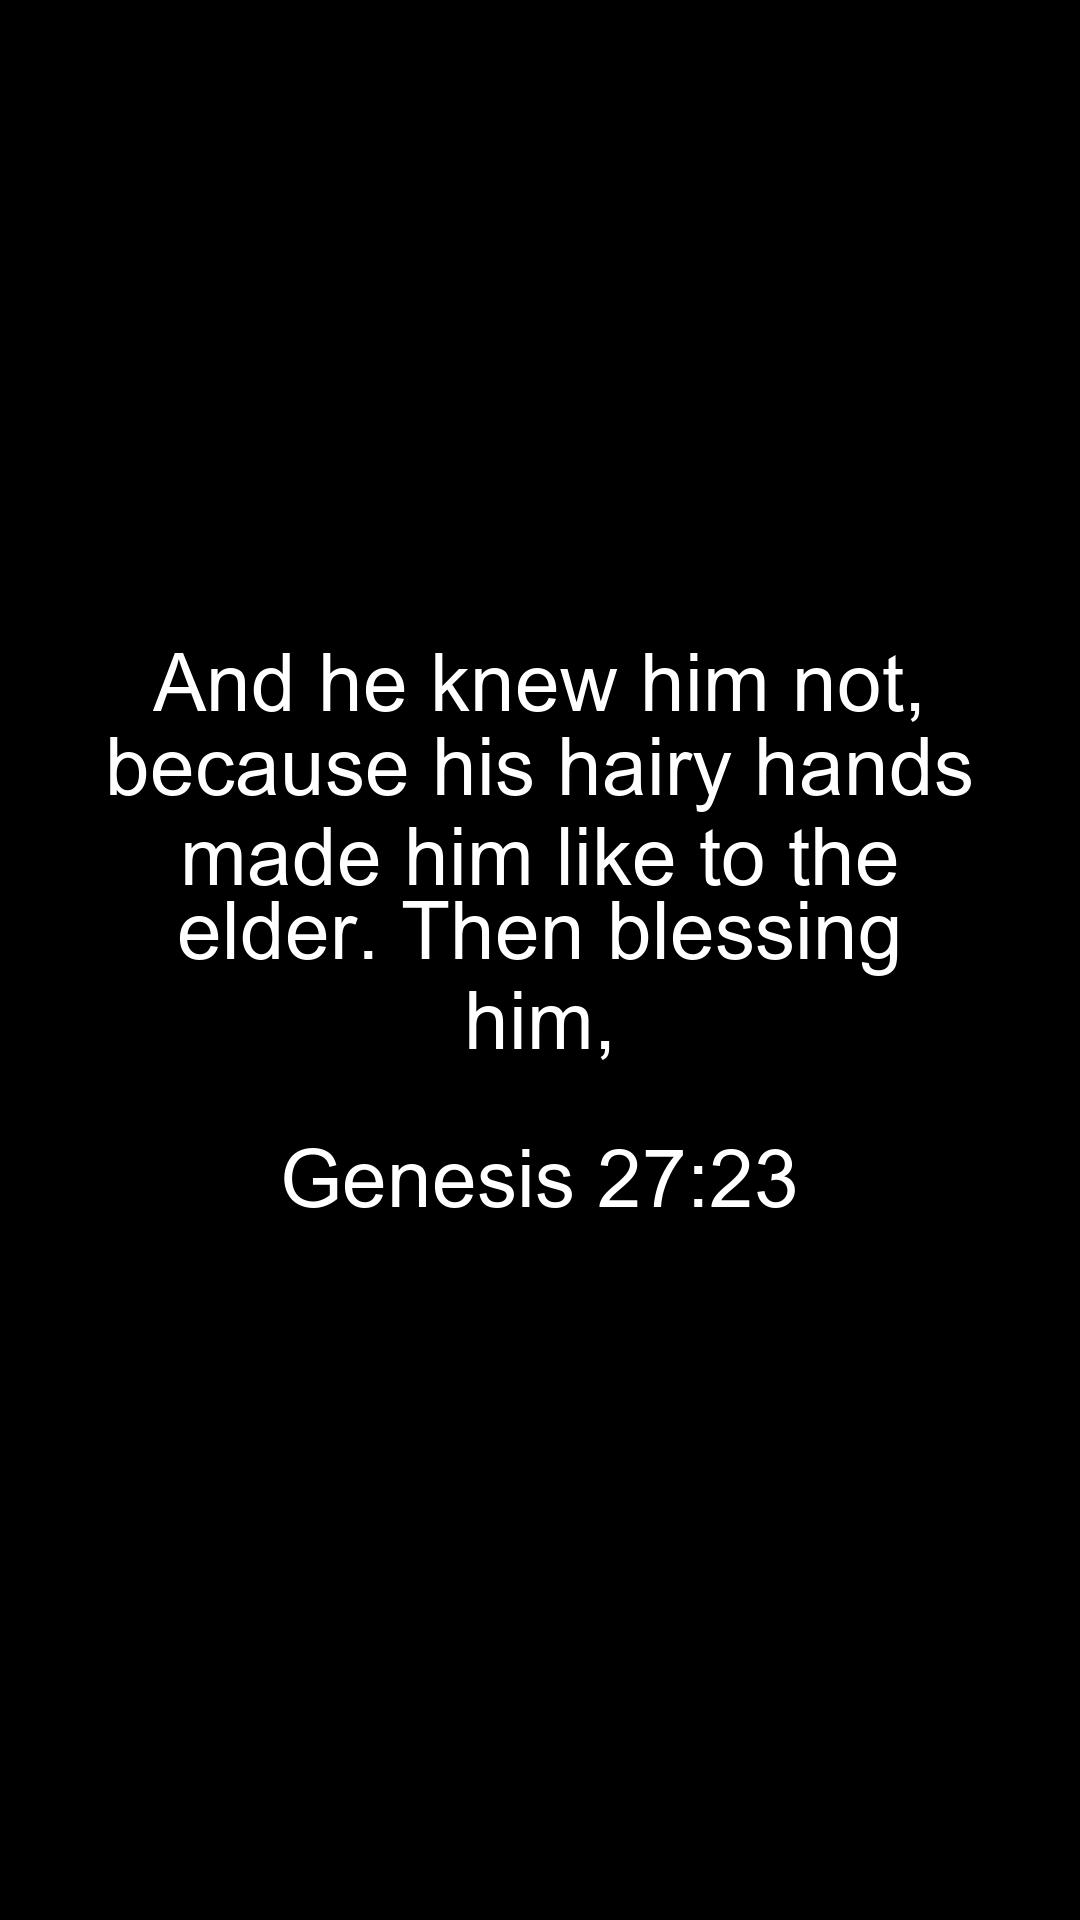 And he knew him not,
because his hairy hands
made him like to the
elder. Then blessing
him,
Genesis 27:23